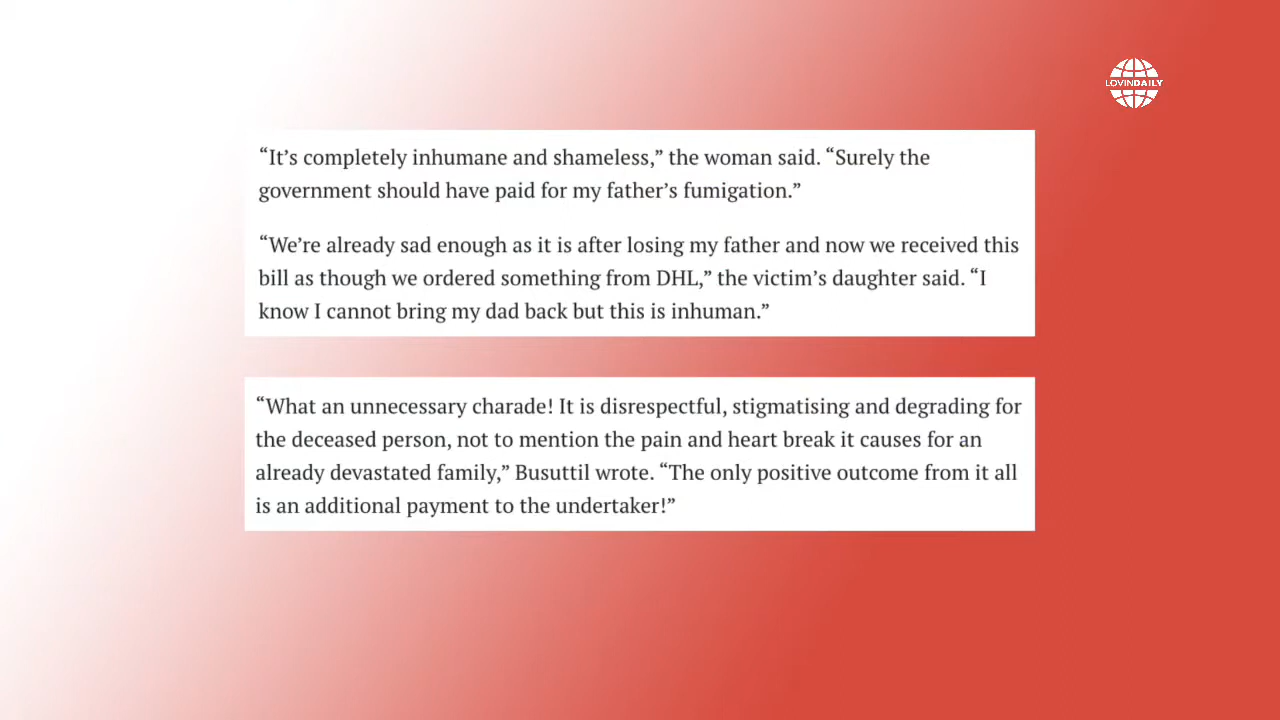 LOVINDAILY
“It’s completely inhumane and shameless,” the woman said. “Surely the
government should have paid for my father’s fumigation.”
“We’re already sad enough as it is after losing my father and now we received this
bill as though we ordered something from DHL,” the victim’s daughter said. “I
know I cannot bring my dad back but this is inhuman.”
“What an unnecessary charade! It is disrespectful, stigmatising and degrading for
the deceased person, not to mention the pain and heart break it causes for an
already devastated family,” Busuttil wrote. “The only positive outcome from it all
is an additional payment to the undertaker!”